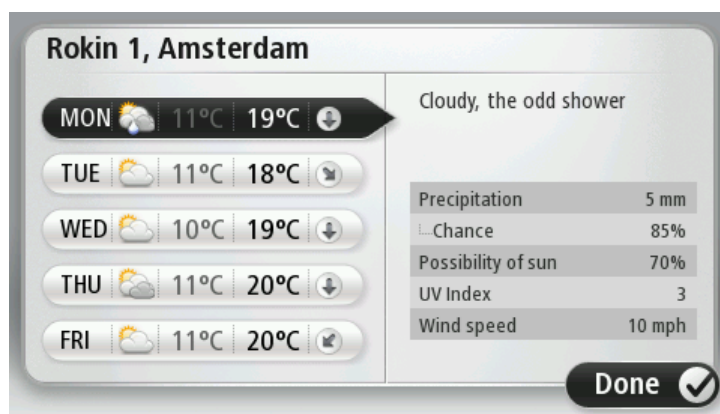 Rokin 1, Amsterdam
MON 11°C 19°C
TUE 11°C 18°C
WED 10°C 19°C
THU 11°C 20°C
FRI 11°C 20°C
Cloudy, the odd shower
Precipitation 5 mm
Chance 85%
Possibility of sun 70%
UV Index 3
Wind speed 10 mph
Done